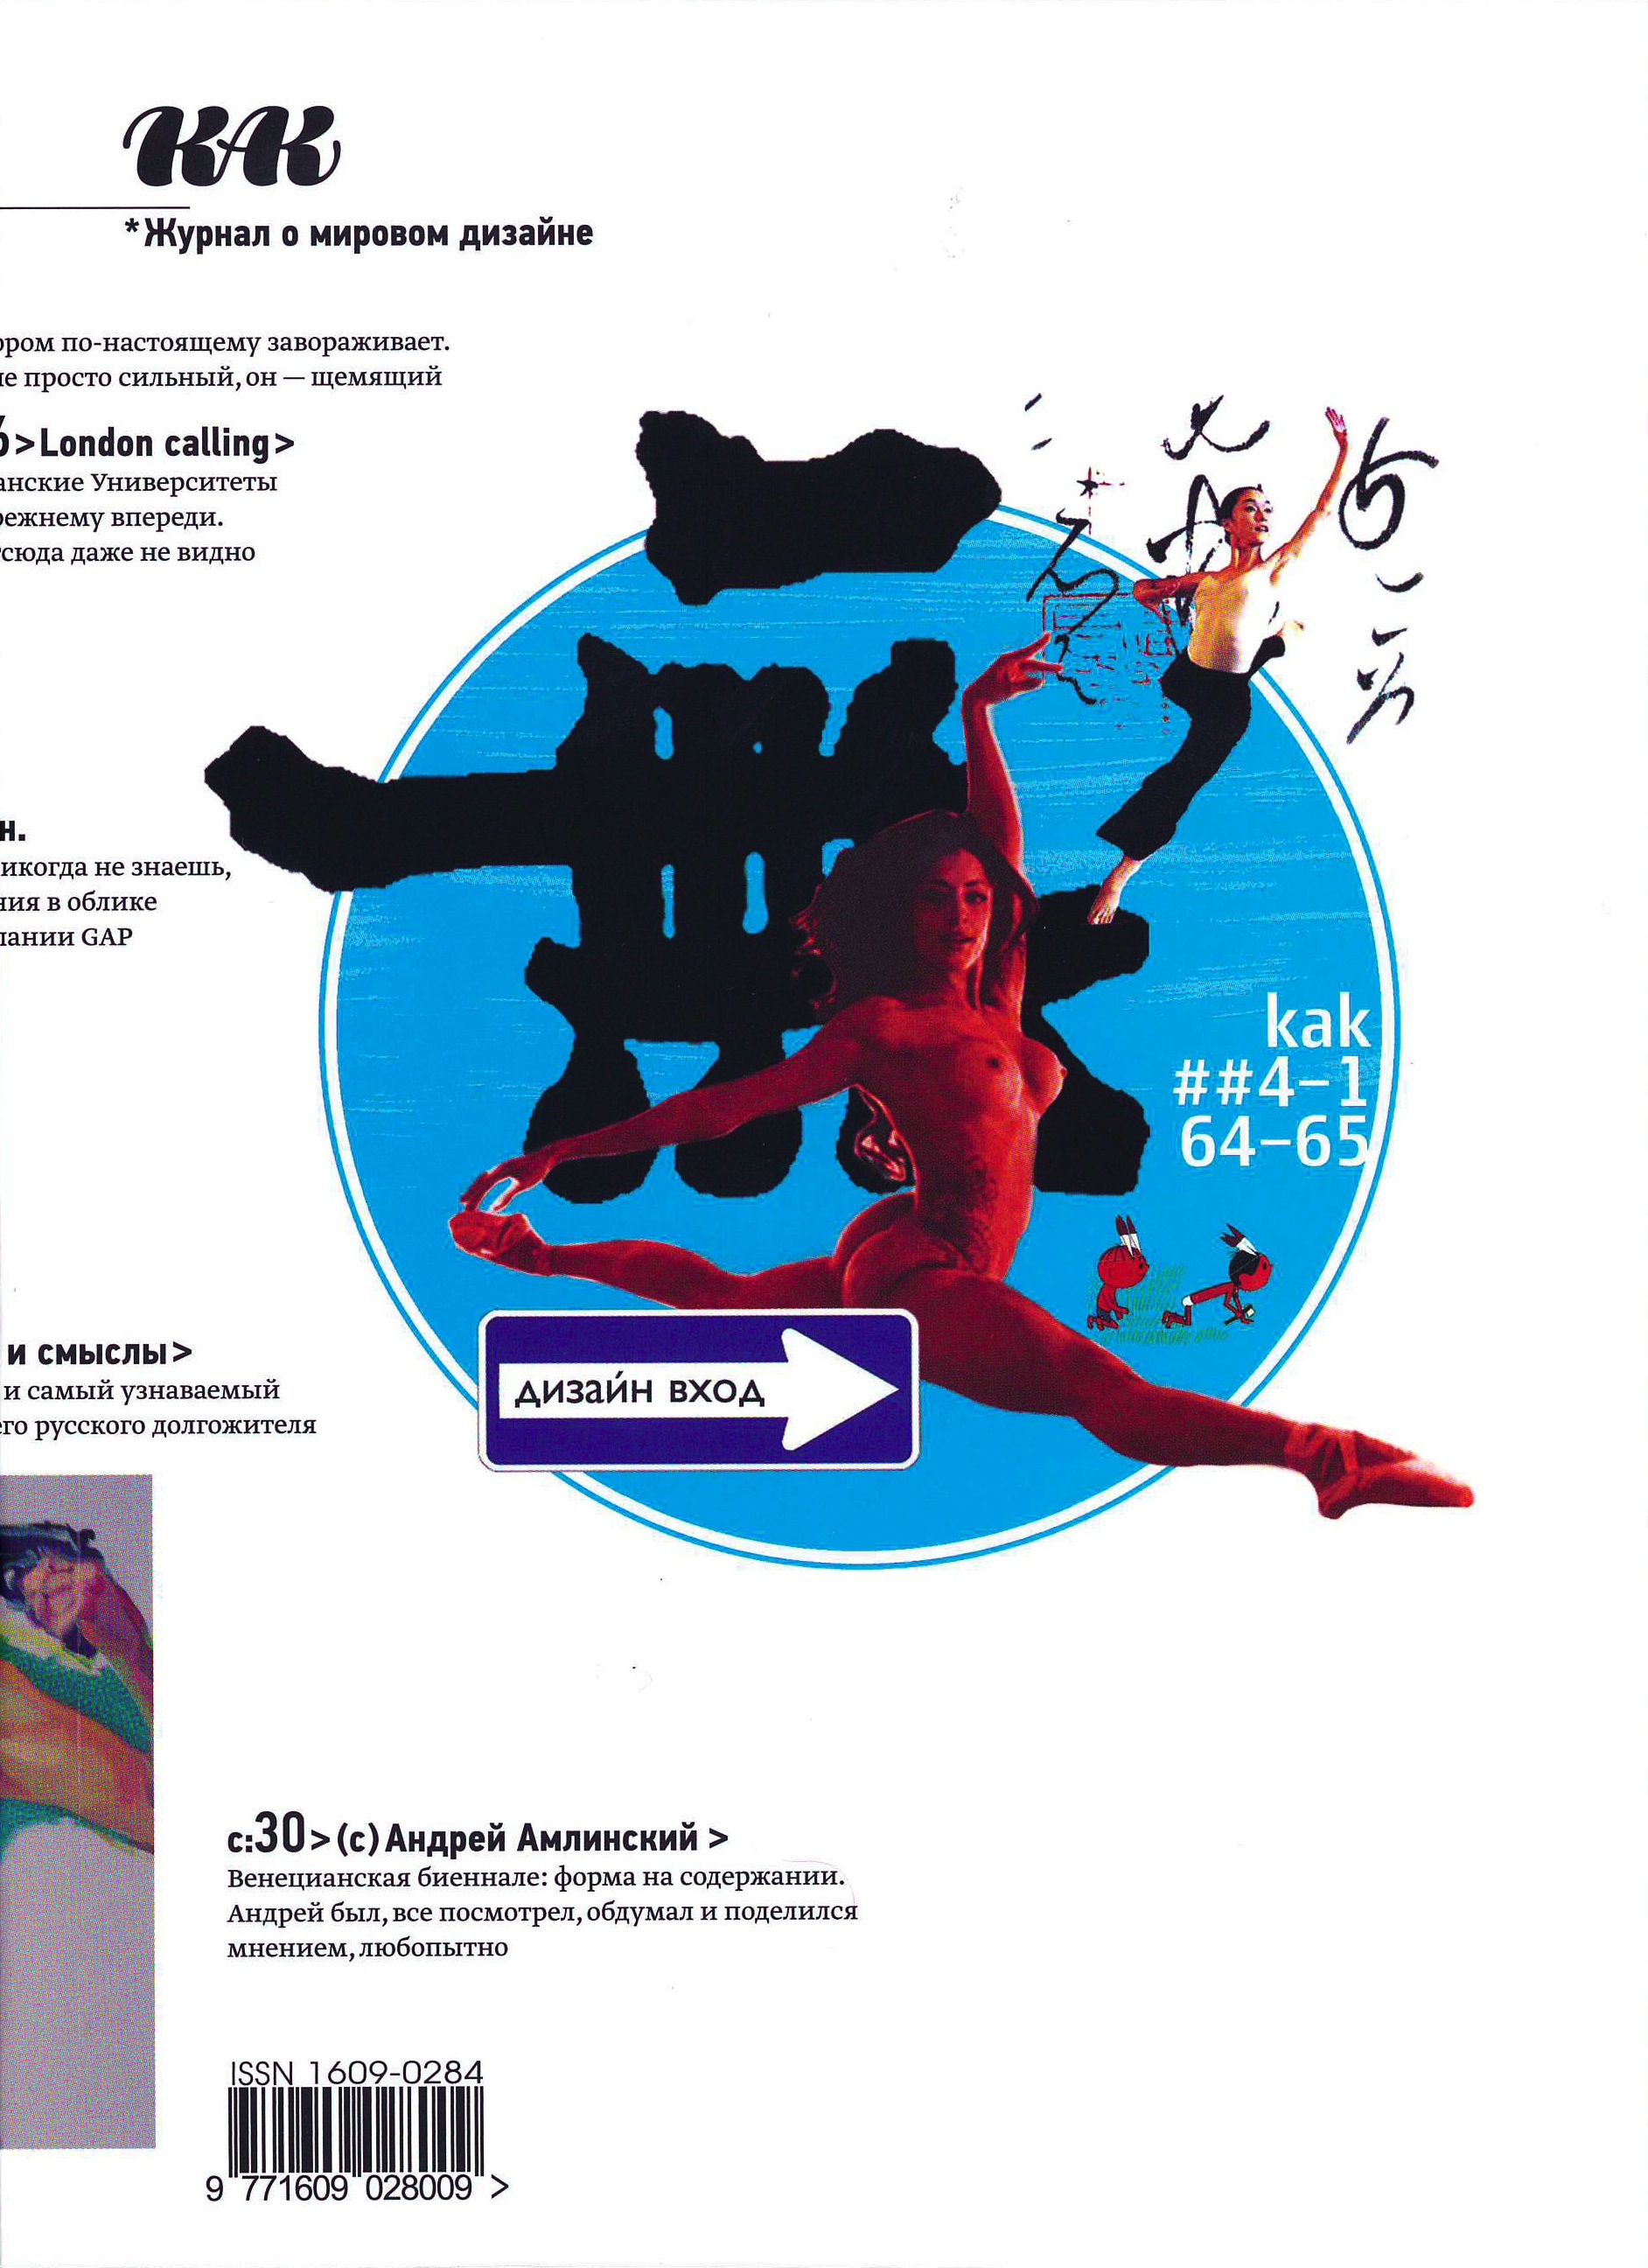 как
*Журнал о мировом дизайне
ором по-настоящему завораживает.
не просто сильный, он — щемящий
6>London calling>
анские Университеты
режнему впереди.
тсюда даже не видно
н.
икогда не знаешь,
ния в облике
пании GAP
kak
##4–1
64–65
дизайн вход
и смыслы>
и самый узнаваемый
его русского долгожителя
с:30>(с) Андрей Амлинский >
Венецианская биеннале: форма на содержании.
Андрей был, все посмотрел, обдумал и поделился
мнением, любопытно
ISSN 1609-0284
9 771609 028009 >